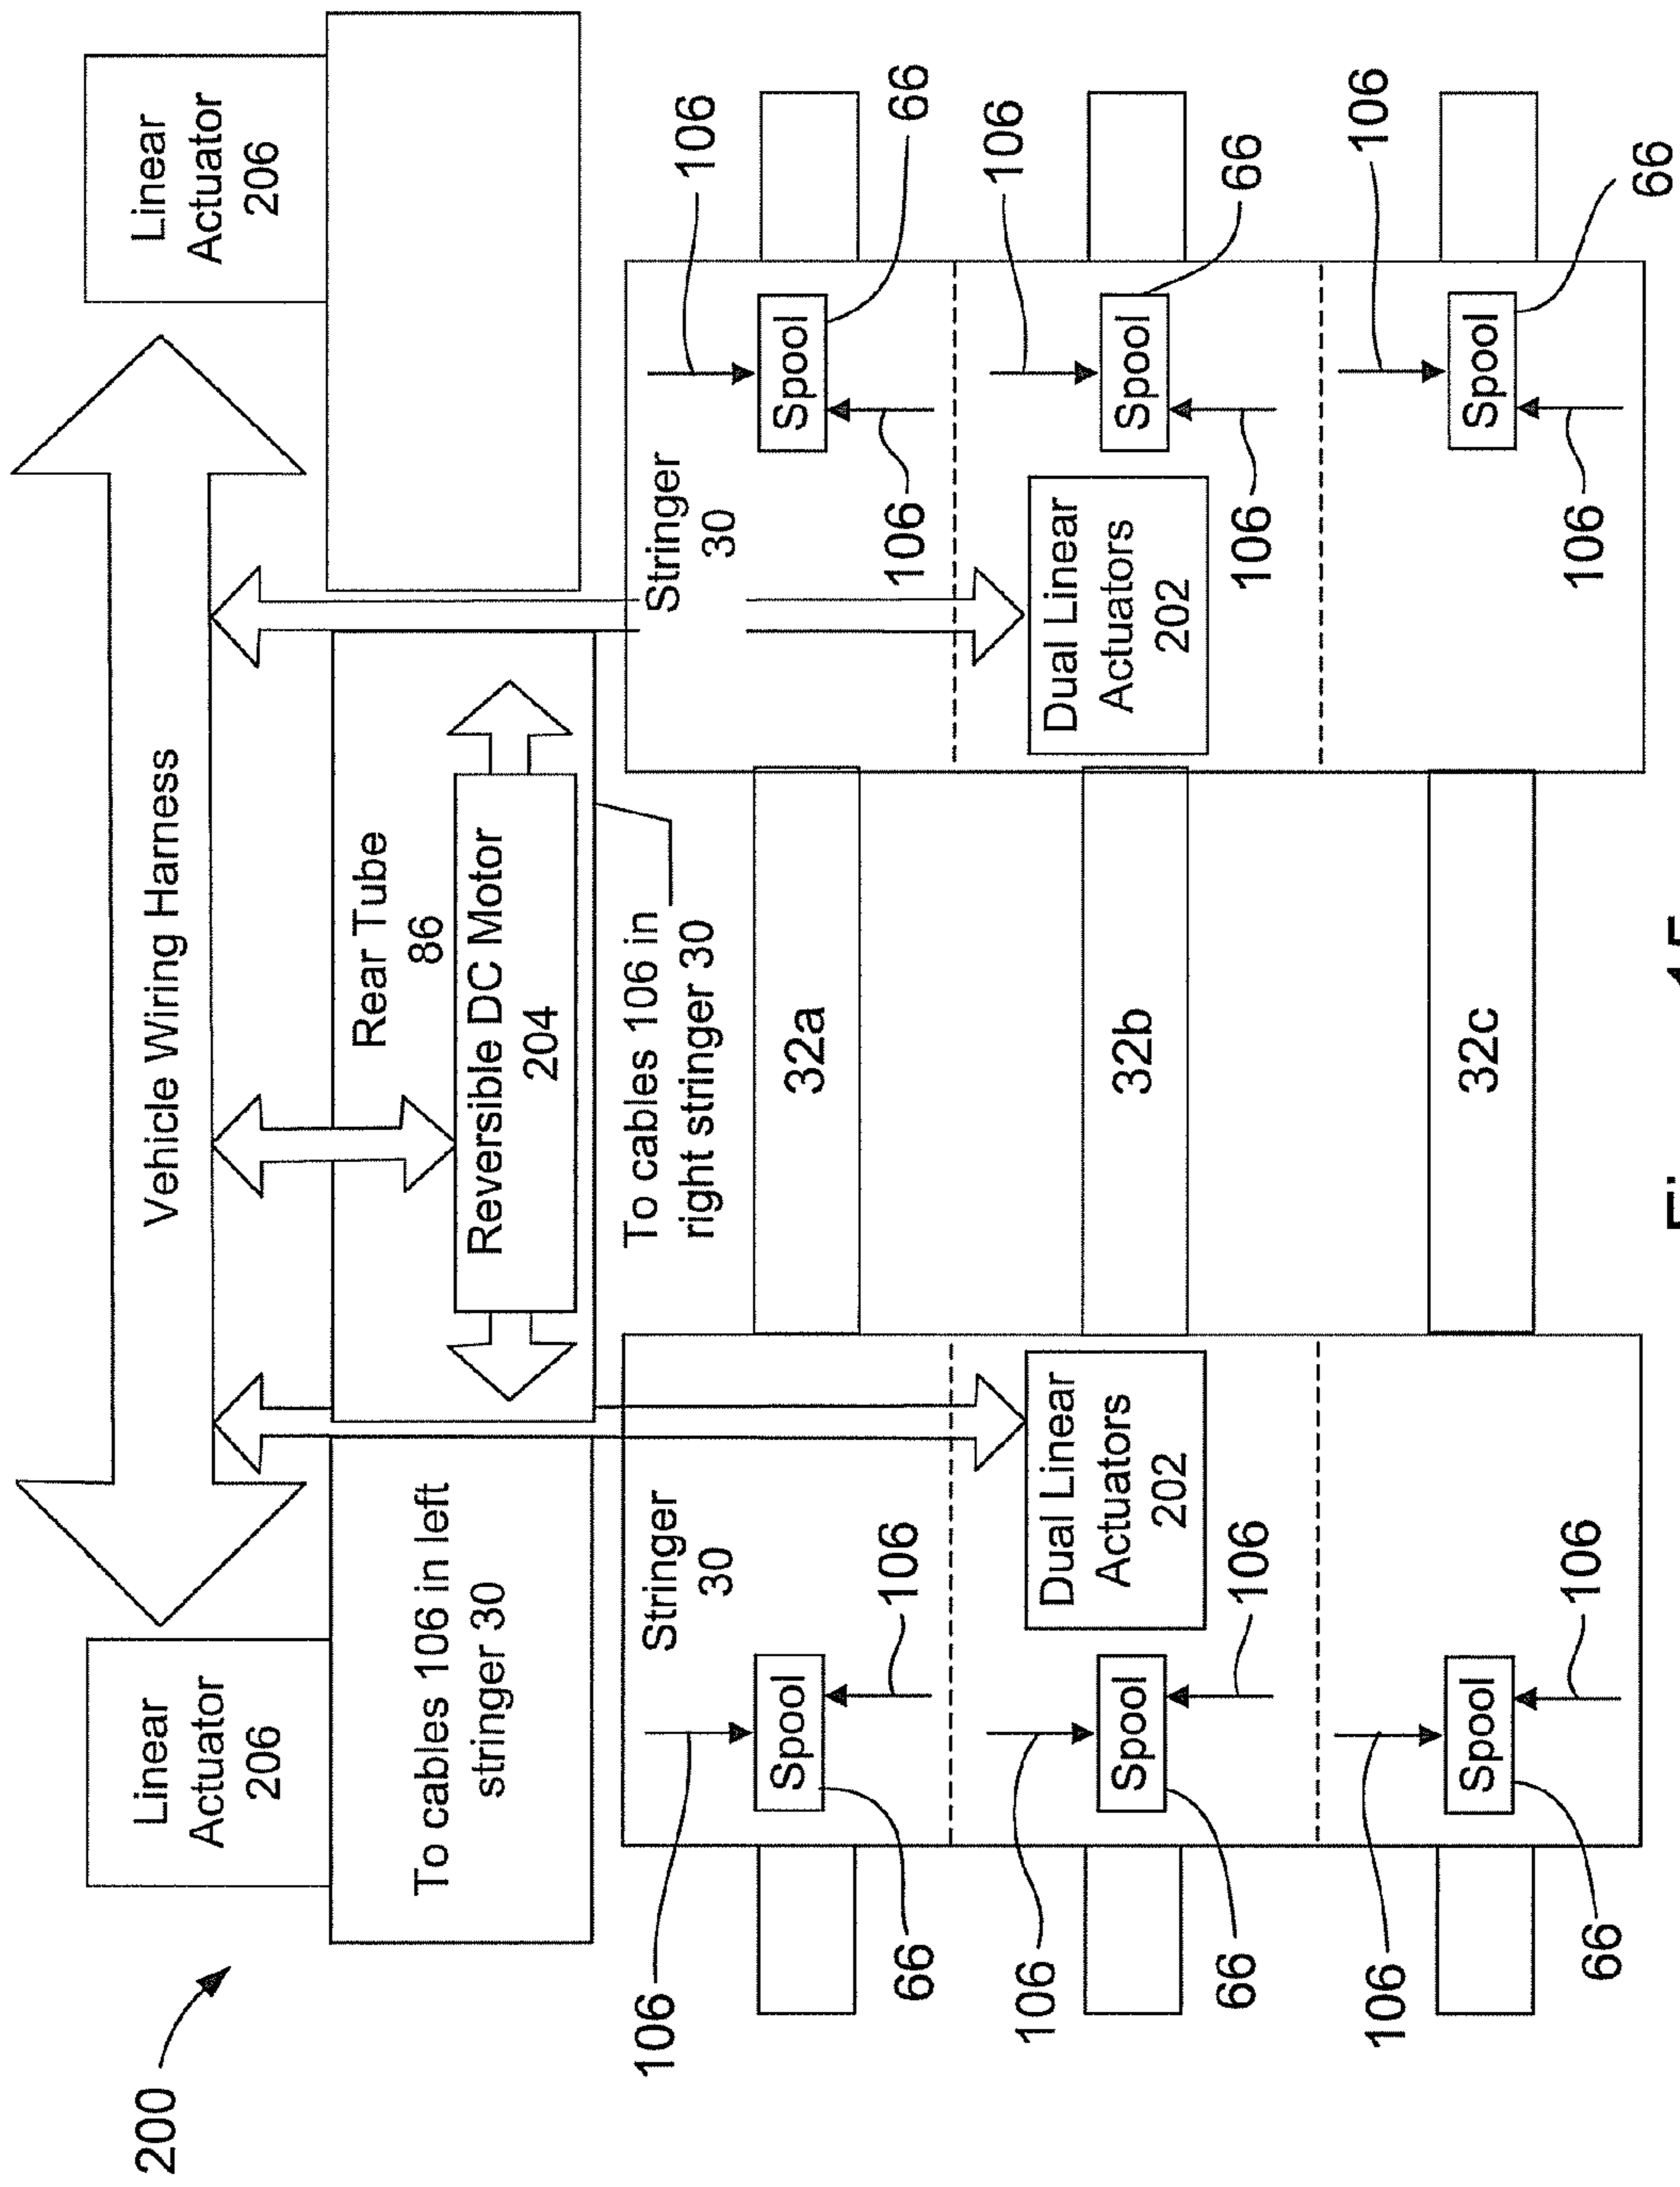 200
Linear
Actuator
206
Vehicle Wiring Harness
Linear
Actuator
206
To cables 106 in left
stringer 30
Rear Tube
86
Reversible DC Motor
204
To cables 106 in
right stringer 30
106
Stringer
30
Spool
106
66
32a
Stringer
30
106
Spool
106
66
106
Dual Linear
Actuators
202
Spool
106
66
32b
Dual Linear
Actuators
202
106
Spool
106
66
106
Spool
106
66
32c
106
Spool
106
66